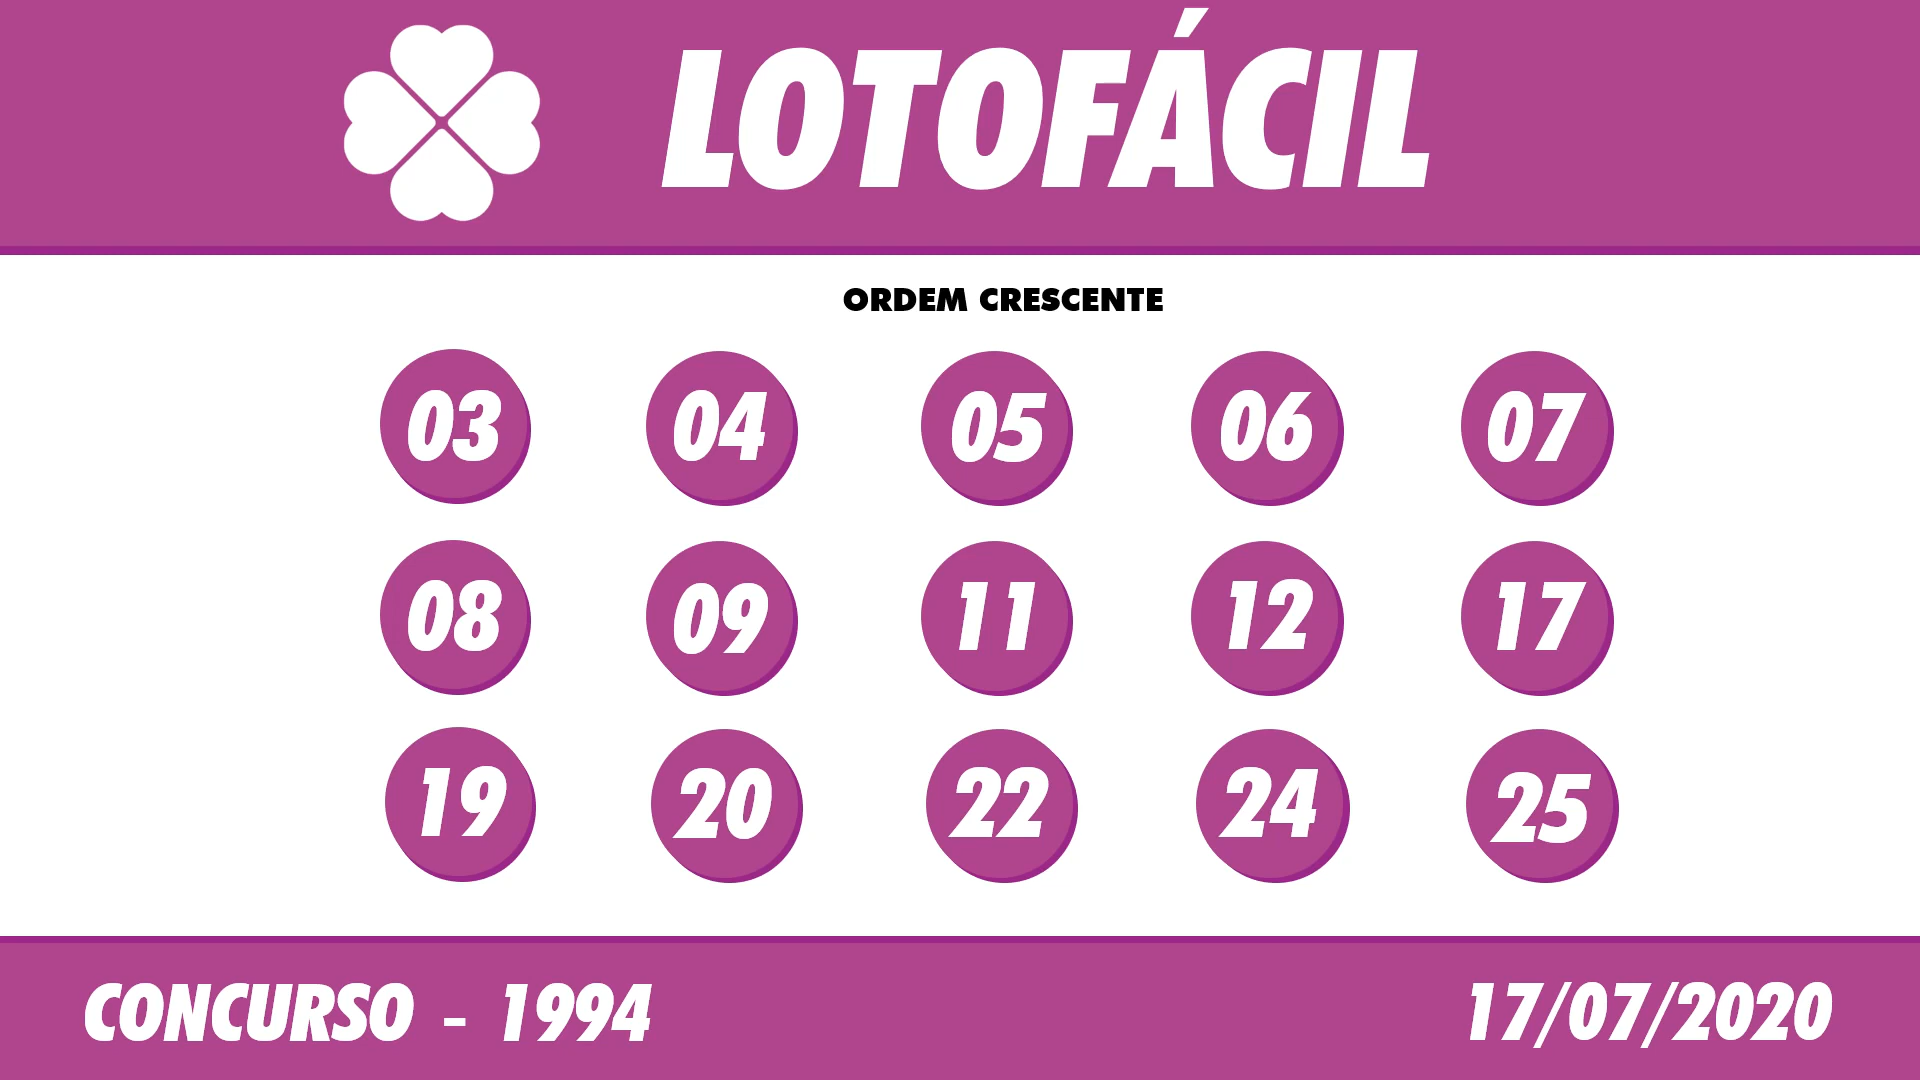 LOTOFÁCIL
ORDEM CRESCENTE
03 04 05 06 07
08 09 11 12 17
19 20 22 24 25
CONCURSO - 1994 17/07/2020